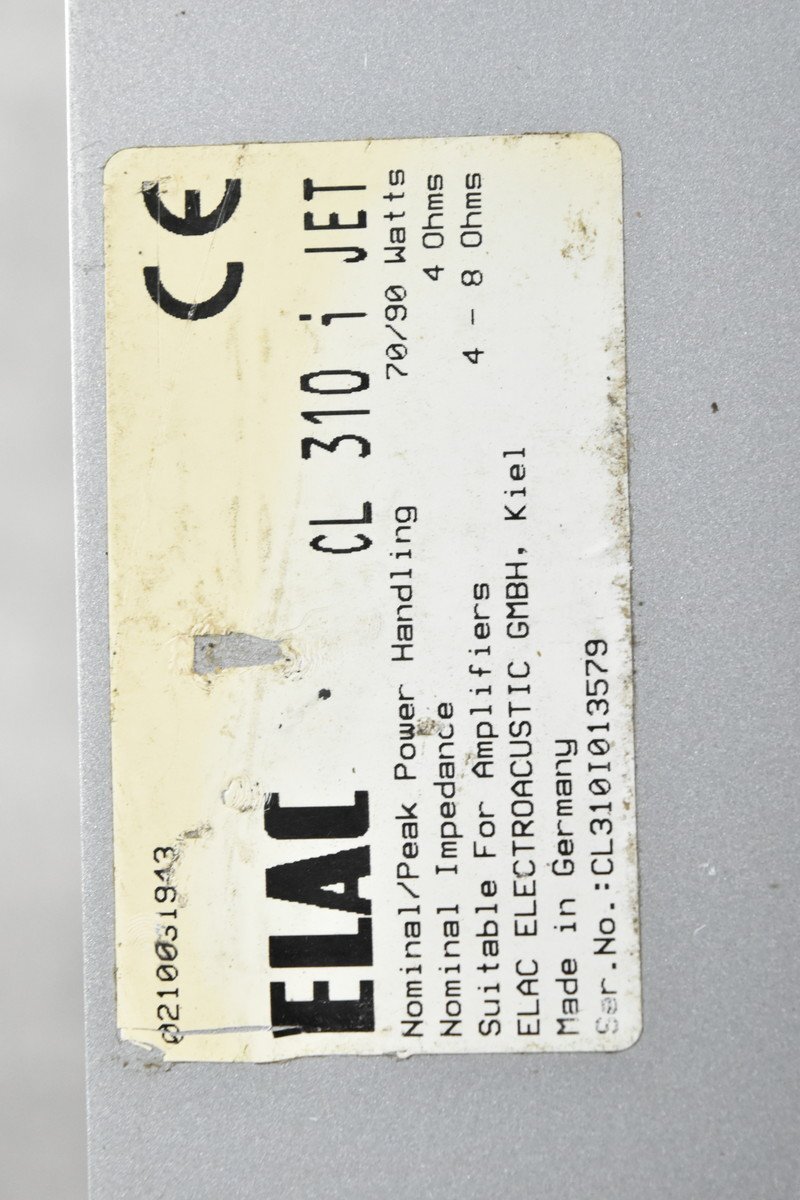 0210031943 CE
ELAC CL 310 i JET
Nominal/Peak Power Handling 70/90 Watts
Nominal Impedance 4 Ohms
Suitable For Amplifiers 4 - 8 Ohms
ELAC ELECTROACUSTIC GMBH, Kiel
Made in Germany
Ser.No.:CL310I013579